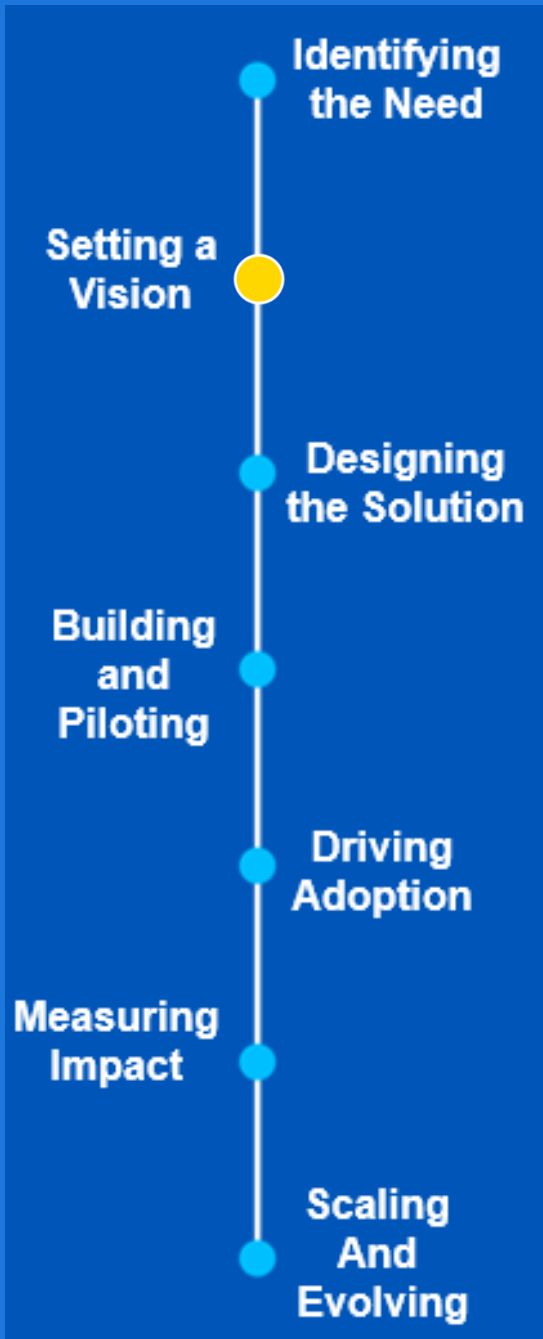 Identifying
the Need
Setting a
Vision
Designing
the Solution
Building
and
Piloting
Driving
Adoption
Measuring
Impact
Scaling
And
Evolving